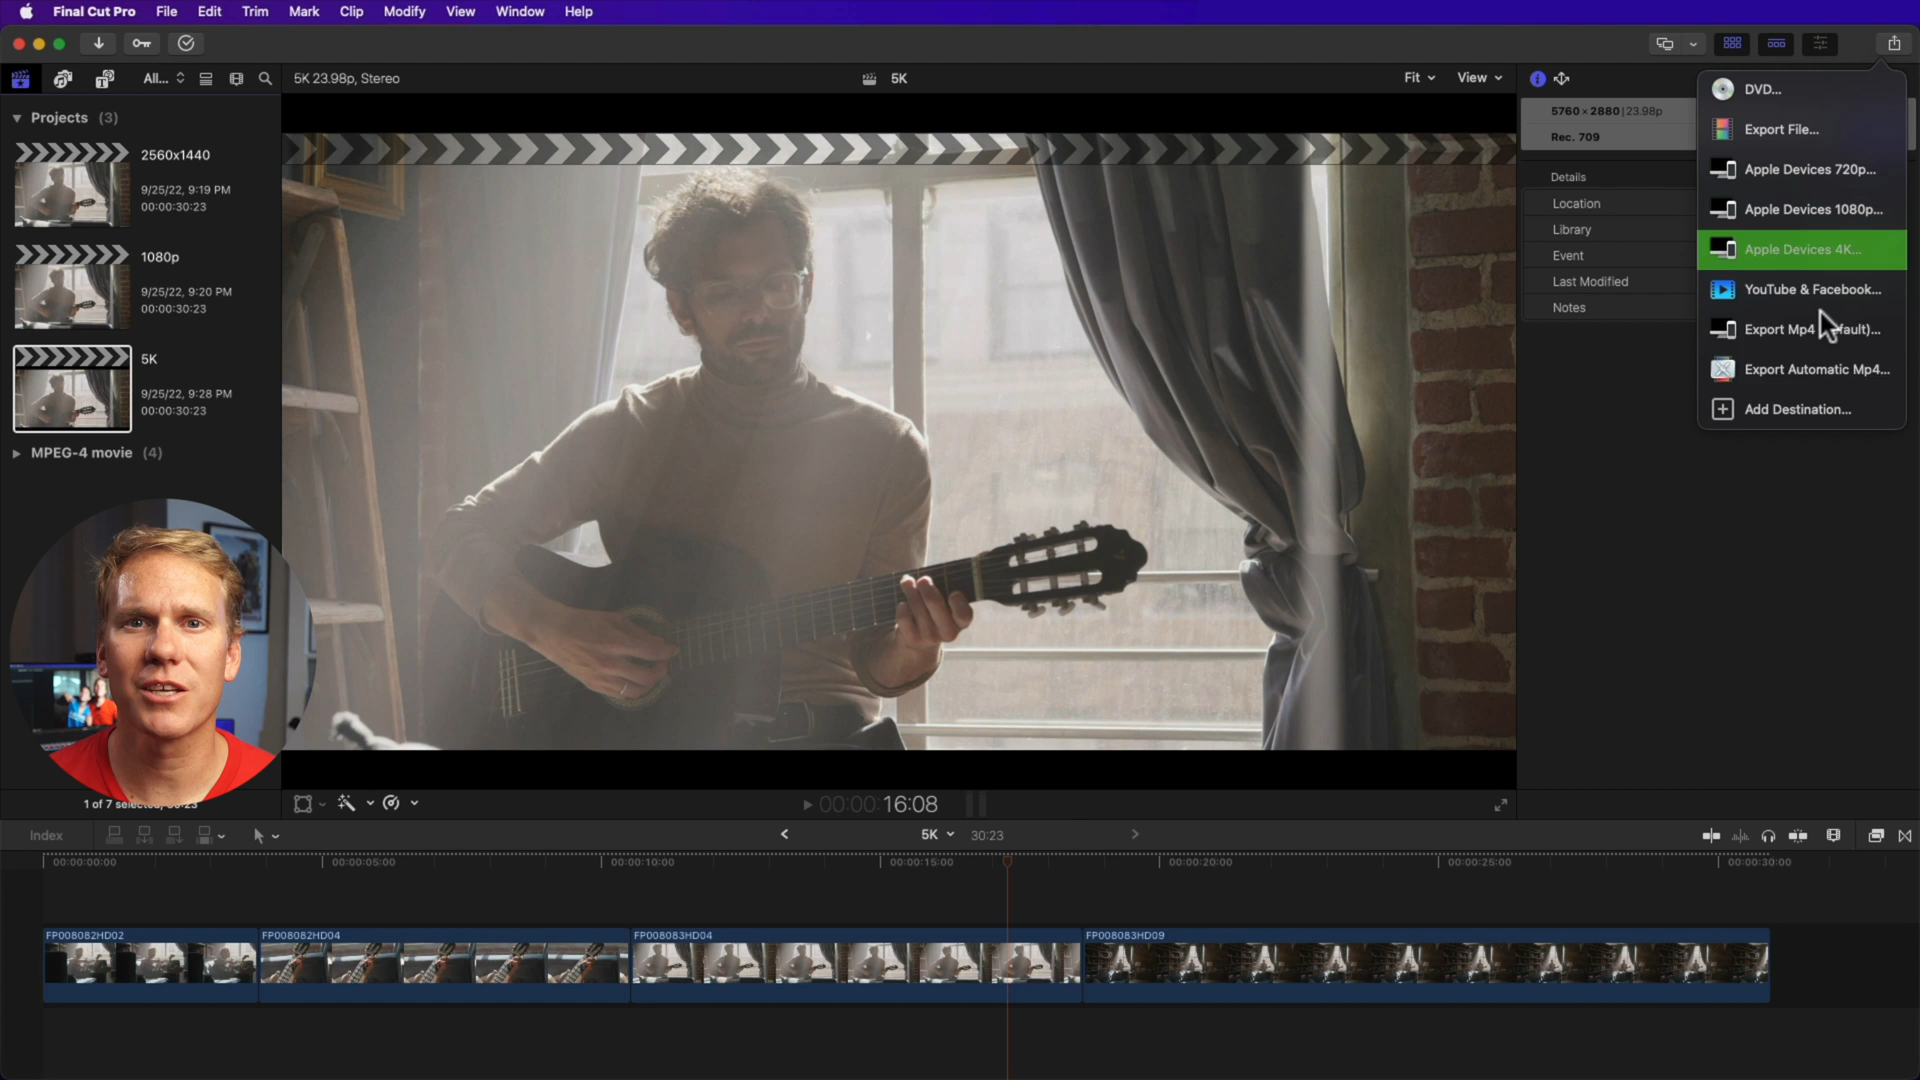 Final Cut Pro File Edit Trim Mark Clip Modify View Window Help
All...
5K 23.98p, Stereo
5K
Fit
View
Projects (3)
2560x1440
9/25/22, 9:19 PM
00:00:30:23
1080p
9/25/22, 9:20 PM
00:00:30:23
5K
9/25/22, 9:28 PM
00:00:30:23
MPEG-4 movie (4)
1 of 7
5760 × 2880 | 23.98p
Rec. 709
Details
Location
Library
Event
Last Modified
Notes
DVD...
Export File...
Apple Devices 720p...
Apple Devices 1080p...
Apple Devices 4K...
YouTube & Facebook...
Export Mp4
Export Automatic Mp4...
Add Destination...
00:00:16:08
Index
5K 30:23
00:00:00:00 00:00:05:00 00:00:10:00 00:00:15:00 00:00:20:00 00:00:25:00 00:00:30:00
FP008082HD02 FP008082HD04 FP008083HD04 FP008083HD09